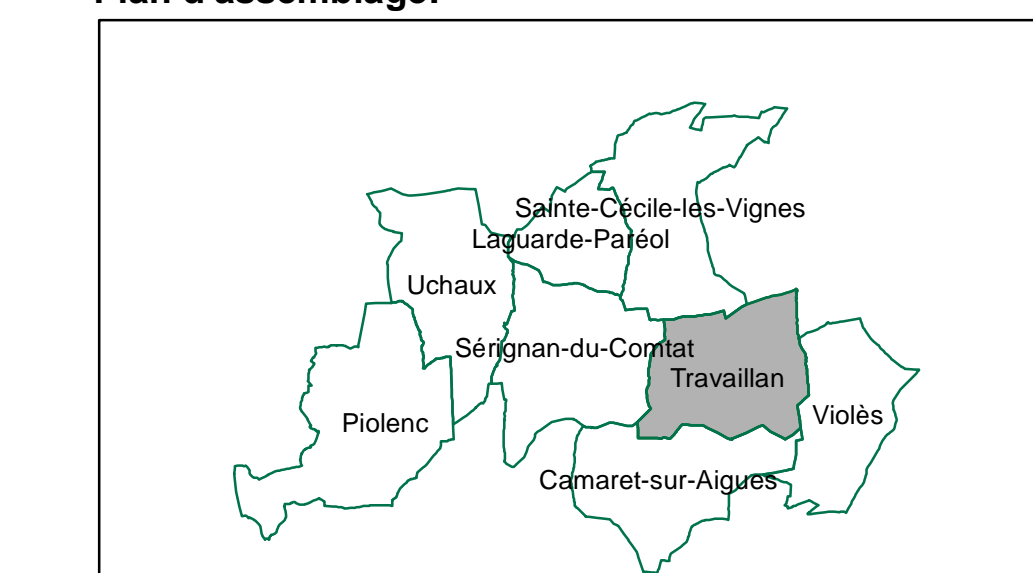 Plan d'assemblage:
Sainte-Cécile-les-Vignes
Laguarde-Paréol
Uchaux
Sérignan-du-Comtat
Travaillan
Violès
Piolenc
Camaret-sur-Aigues